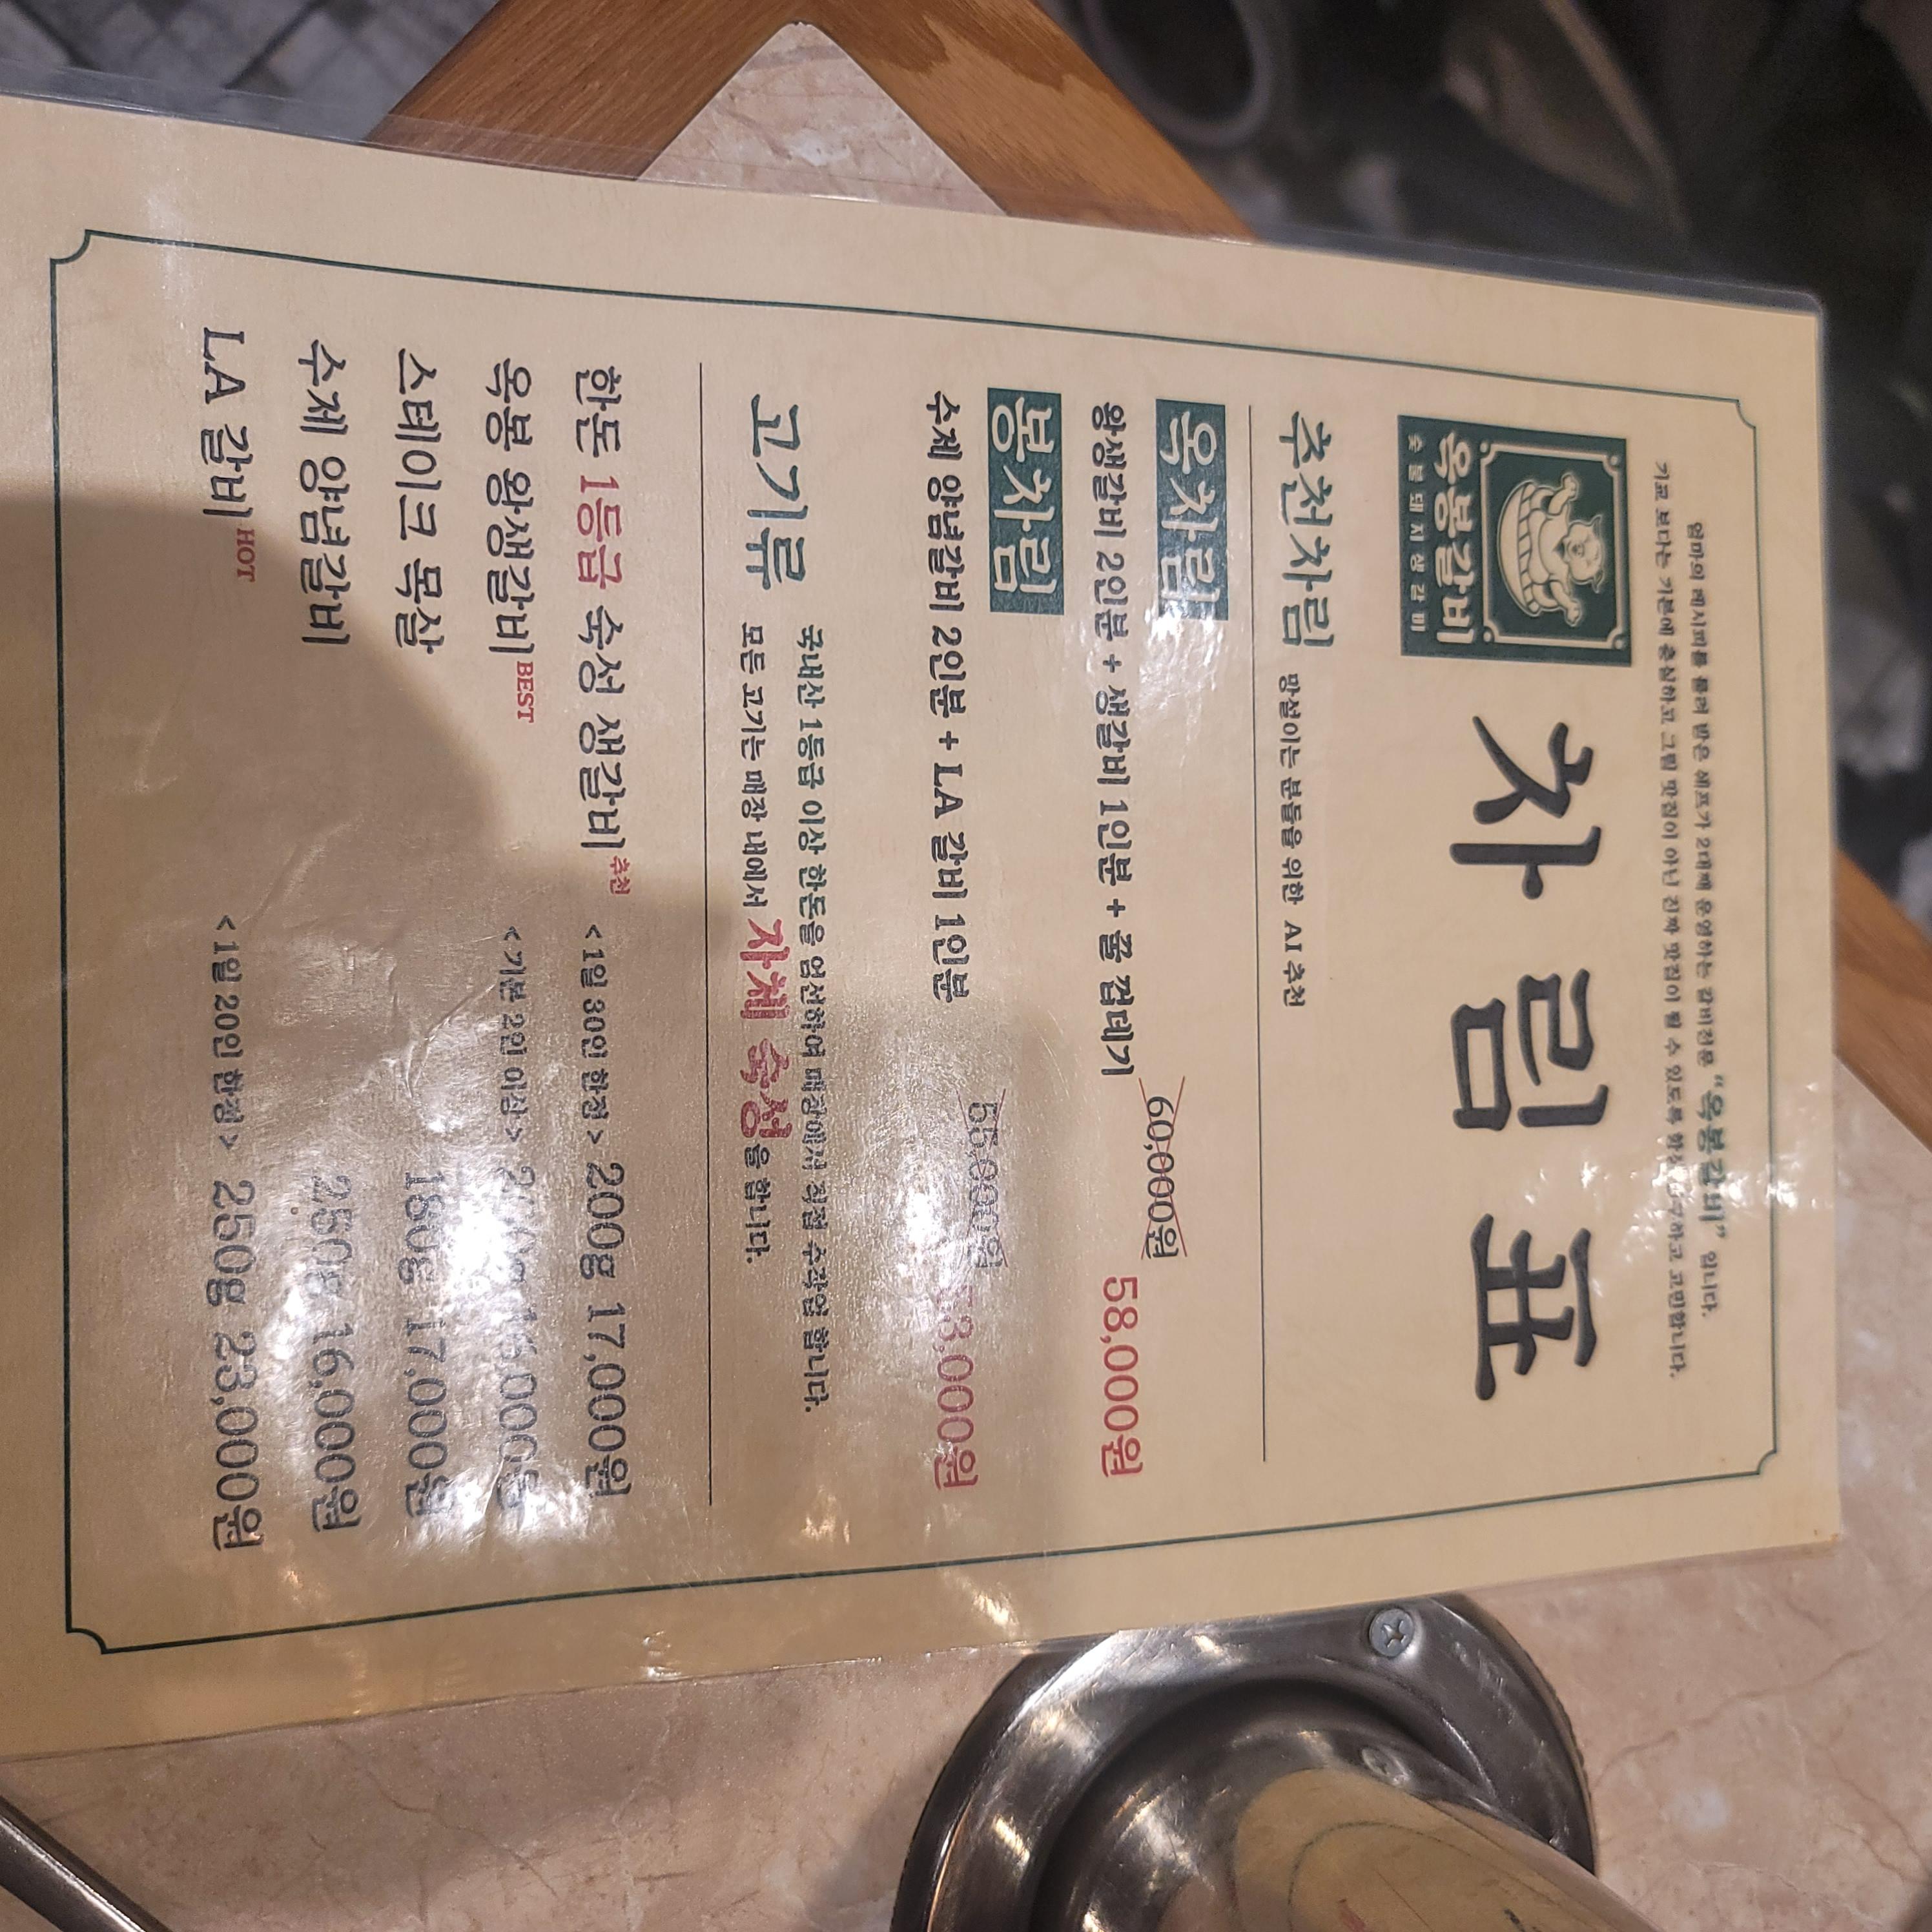 엄마의 레시피를 물려 받은 셰프가 2대째 운영하는 갈비전문 "옥봉갈비" 입니다.
기교 보다는 기본에 충실하고 그럼 맛집이 아닌 진짜 맛집이 될 수 있도록 고민합니다.
옥봉갈비
숯불돼지생갈비
차림표
추천차림 망설이는 분들을 위한 AI 추천
옥차림
왕생갈비 2인분 + 생갈비 1인분 + 꿀 껍데기 60,000원 58,000원
봉차림
수제 양념갈비 2인분 + LA 갈비 1인분 55,000원 53,000원
고기류
국내산 1등급 이상 한돈을 엄선하여 매장에서 직접 수작업 합니다.
모든 고기는 매장 내에서 자체 숙성을 합니다.
한돈 1등급 숙성 생갈비 추천 < 1일 30인 한정 > 200g 17,000원
옥봉 왕생갈비 BEST < 기본 2인 이상 >
스테이크 목살 180g 17,000원
수제 양념갈비 250g 16,000원
LA 갈비 HOT < 1일 20인 한정 > 250g 23,000원